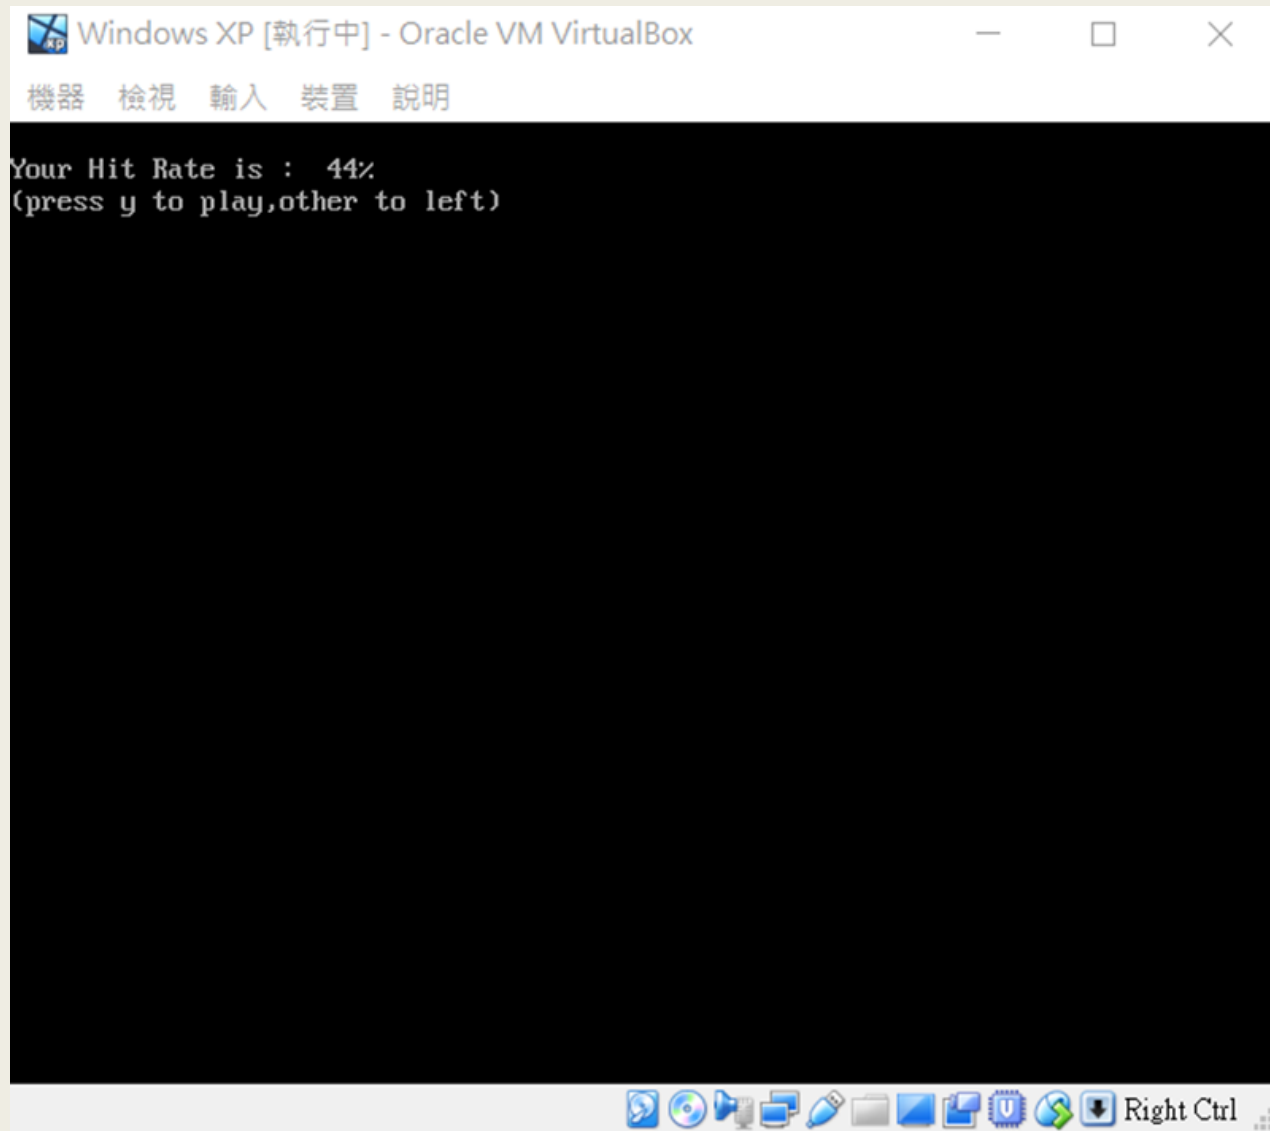 Windows XP [執行中] - Oracle VM VirtualBox
機器 檢視 輸入 裝置 說明
Your Hit Rate is :  44%
(press y to play,other to left)
Right Ctrl